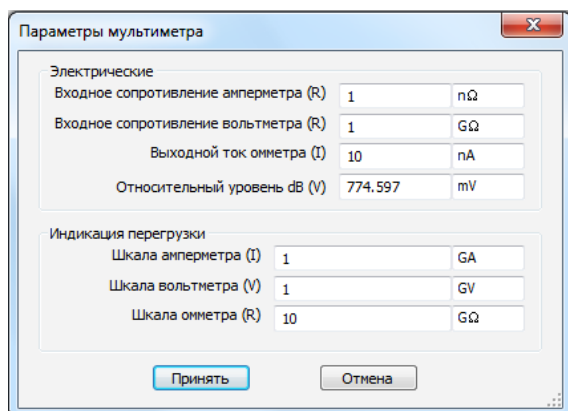 Параметры мультиметра
Электрические
Входное сопротивление амперметра (R) 1 nΩ
Входное сопротивление вольтметра (R) 1 GΩ
Выходной ток омметра (I) 10 nA
Относительный уровень dB (V) 774.597 mV
Индикация перегрузки
Шкала амперметра (I) 1 GA
Шкала вольтметра (V) 1 GV
Шкала омметра (R) 10 GΩ
Принять Отмена